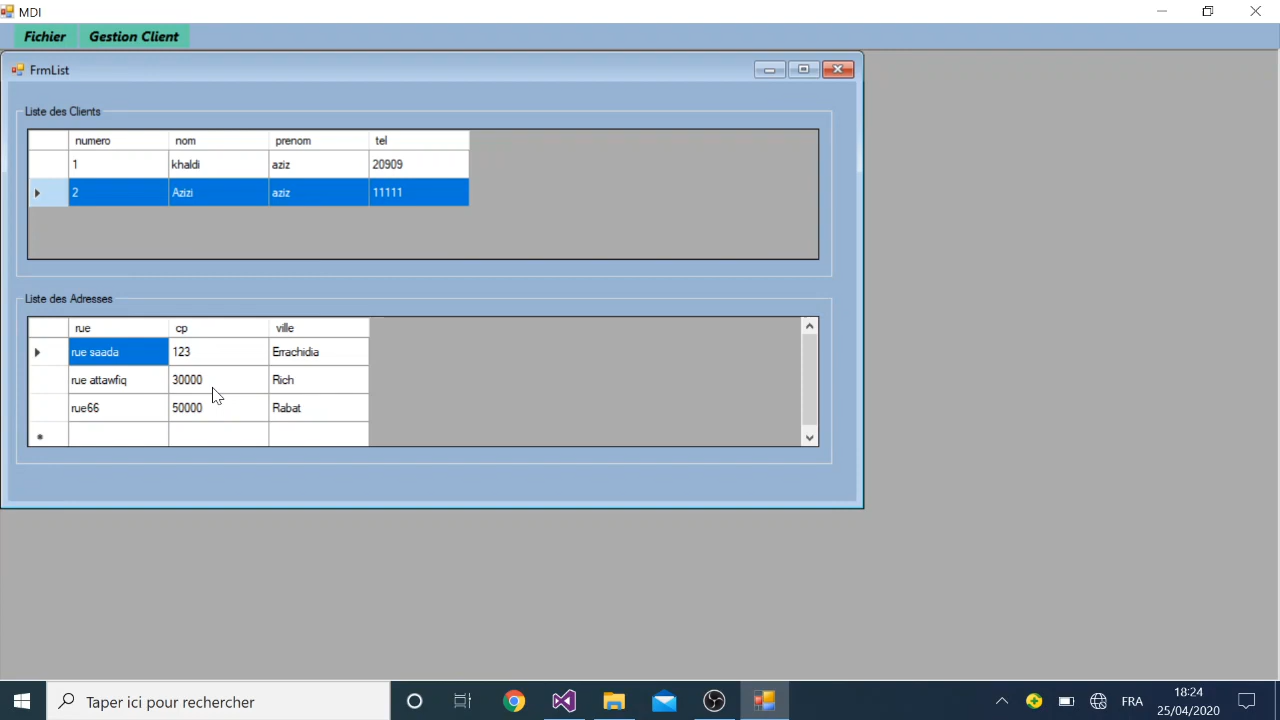 MDI
Fichier Gestion Client
FrmList
Liste des Clients
numero nom prenom tel
1 khaldi aziz 20909
2 Azizi aziz 11111
Liste des Adresses
rue cp ville
rue saada 123 Errachidia
rue attawfiq 30000 Rich
rue66 50000 Rabat
Taper ici pour rechercher
FRA
18:24
25/04/2020